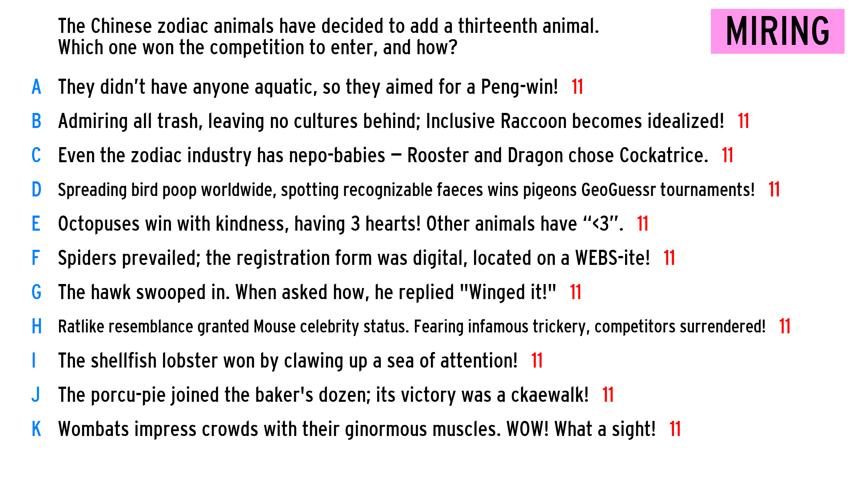 The Chinese zodiac animals have decided to add a thirteenth animal.
Which one won the competition to enter, and how?
MIRING
A They didn't have anyone aquatic, so they aimed for a Peng-win! 11
B Admiring all trash, leaving no cultures behind; Inclusive Raccoon becomes idealized! 11
C Even the zodiac industry has nepo-babies – Rooster and Dragon chose Cockatrice. 11
D Spreading bird poop worldwide, spotting recognizable faeces wins pigeons GeoGuessr tournaments! 11
E Octopuses win with kindness, having 3 hearts! Other animals have “<3”. 11
F Spiders prevailed; the registration form was digital, located on a WEBS-ite! 11
G The hawk swooped in. When asked how, he replied "Winged it!" 11
H Ratlike resemblance granted Mouse celebrity status. Fearing infamous trickery, competitors surrendered! 11
I The shellfish lobster won by clawing up a sea of attention! 11
J The porcu-pie joined the baker's dozen; its victory was a ckaewalk! 11
K Wombats impress crowds with their ginormous muscles. WOW! What a sight! 11